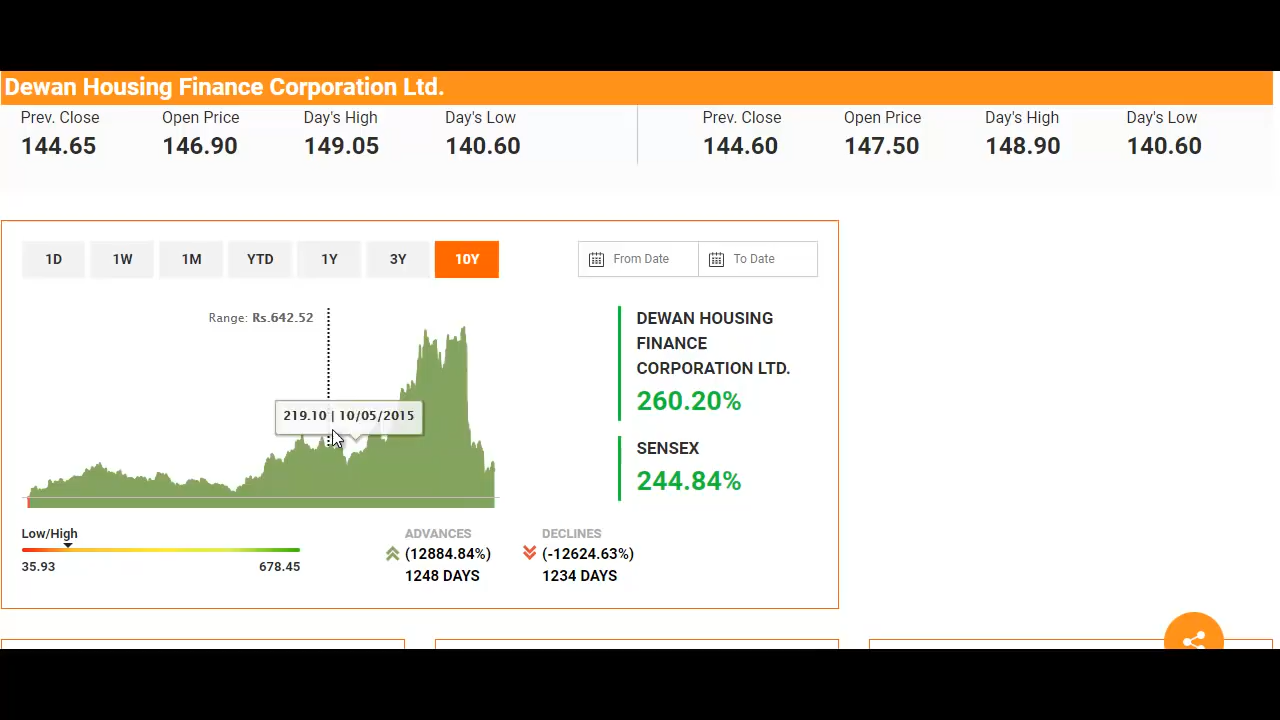 Dewan Housing Finance Corporation Ltd.
Prev. Close Open Price Day's High Day's Low Prev. Close Open Price Day's High Day's Low
144.65 146.90 149.05 140.60 144.60 147.50 148.90 140.60
1D 1W 1M YTD 1Y 3Y 10Y From Date To Date
Range: Rs.642.52
219.10 | 10/05/2015
DEWAN HOUSING
FINANCE
CORPORATION LTD.
260.20%
SENSEX
244.84%
Low/High
35.93 678.45
ADVANCES
(12884.84%)
1248 DAYS
DECLINES
(-12624.63%)
1234 DAYS